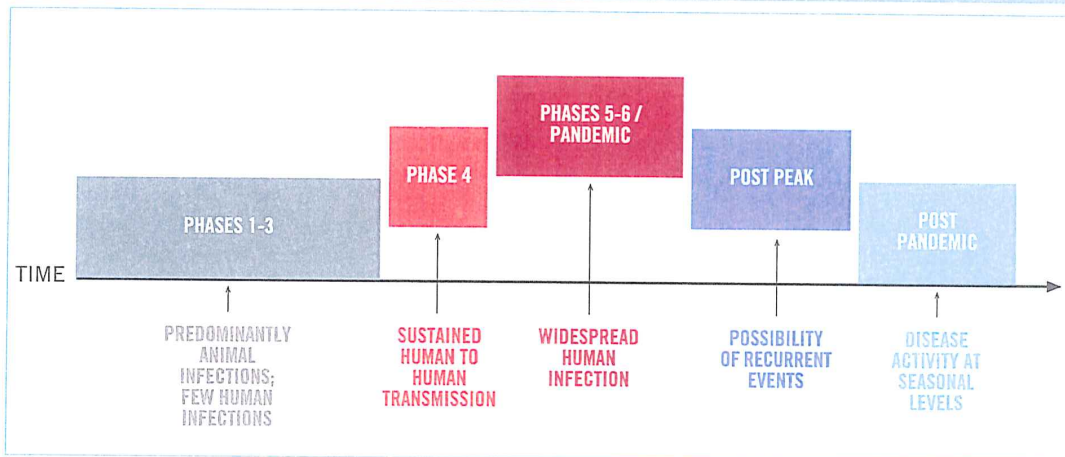 PHASES 5-6 /
PANDEMIC
PHASE 4
POST PEAK
PHASES 1-3
POST
PANDEMIC
TIME
PREDOMINANTLY
ANIMAL
INFECTIONS;
FEW HUMAN
INFECTIONS
SUSTAINED
HUMAN TO
HUMAN
TRANSMISSION
WIDESPREAD
HUMAN
INFECTION
POSSIBILITY
OF RECURRENT
EVENTS
DISEASE
ACTIVITY AT
SEASONAL
LEVELS